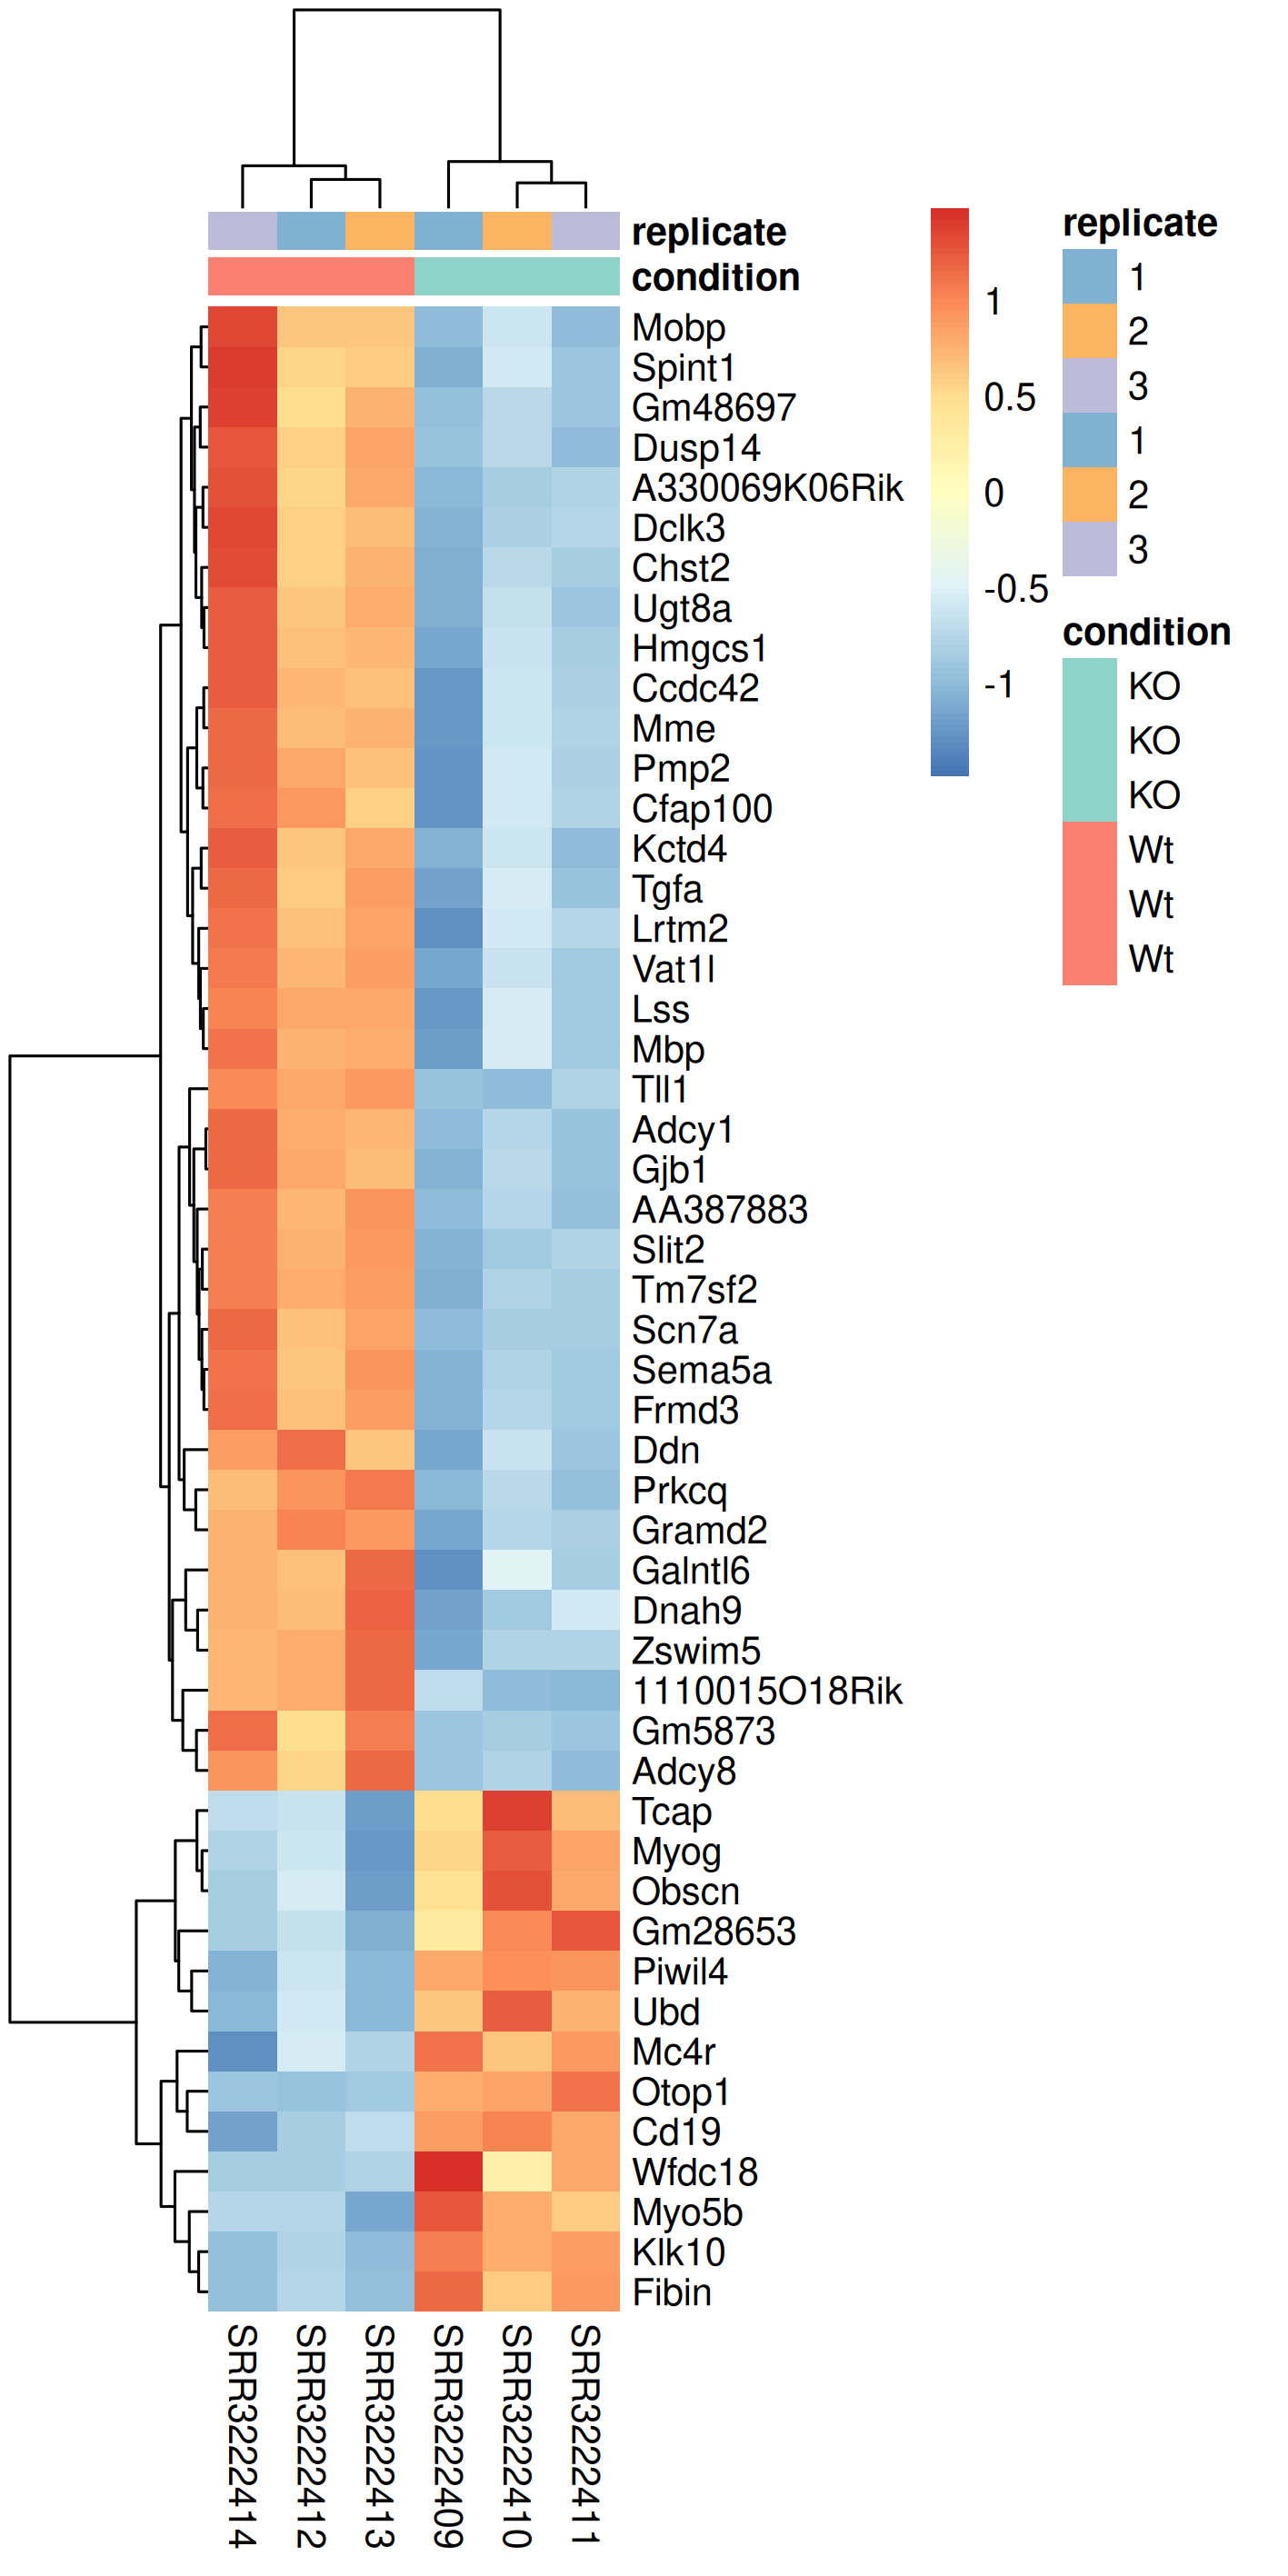 replicate
condition
Mobp
Spint1
Gm48697
Dusp14
A330069K06Rik
Dclk3
Chst2
Ugt8a
Hmgcs1
Ccdc42
Mme
Pmp2
Cfap100
Kctd4
Tgfa
Lrtm2
Vat1l
Lss
Mbp
Tll1
Adcy1
Gjb1
AA387883
Slit2
Tm7sf2
Scn7a
Sema5a
Frmd3
Ddn
Prkcq
Gramd2
Galntl6
Dnah9
Zswim5
1110015O18Rik
Gm5873
Adcy8
Tcap
Myog
Obscn
Gm28653
Piwil4
Ubd
Mc4r
Otop1
Cd19
Wfdc18
Myo5b
Klk10
Fibin
SRR3222414
SRR3222412
SRR3222413
SRR3222409
SRR3222410
SRR3222411
1
0.5
0
-0.5
-1
replicate
1
2
3
1
2
3
condition
KO
KO
KO
Wt
Wt
Wt